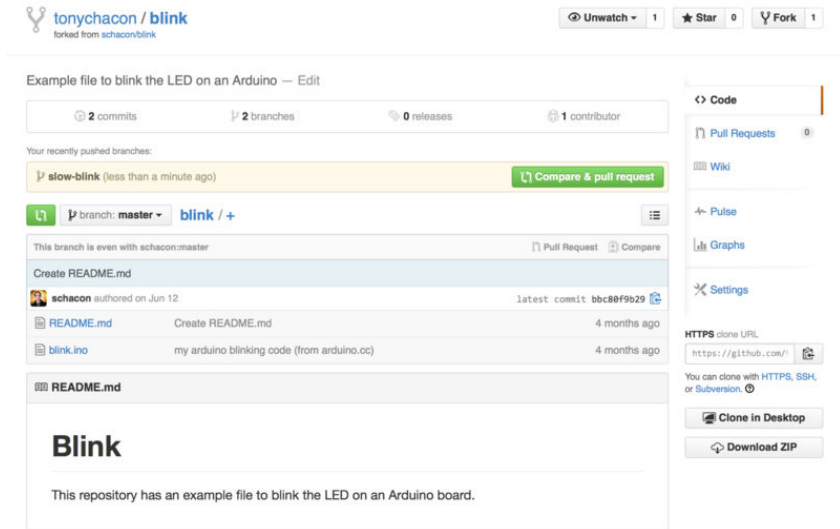 tonychacon / blink
forked from schacon/blink
Unwatch 1
Star 0
Fork 1
Example file to blink the LED on an Arduino — Edit
2 commits
2 branches
0 releases
1 contributor
Your recently pushed branches:
slow-blink (less than a minute ago)
Compare & pull request
branch: master
blink / +
This branch is even with schacon:master
Pull Request
Compare
Create README.md
schacon authored on Jun 12
latest commit bbc80f9b29
README.md Create README.md 4 months ago
blink.ino my arduino blinking code (from arduino.cc) 4 months ago
README.md
Blink
This repository has an example file to blink the LED on an Arduino board.
<> Code
Pull Requests 0
Wiki
Pulse
Graphs
Settings
HTTPS clone URL
https://github.com/
You can clone with HTTPS, SSH,
or Subversion.
Clone in Desktop
Download ZIP